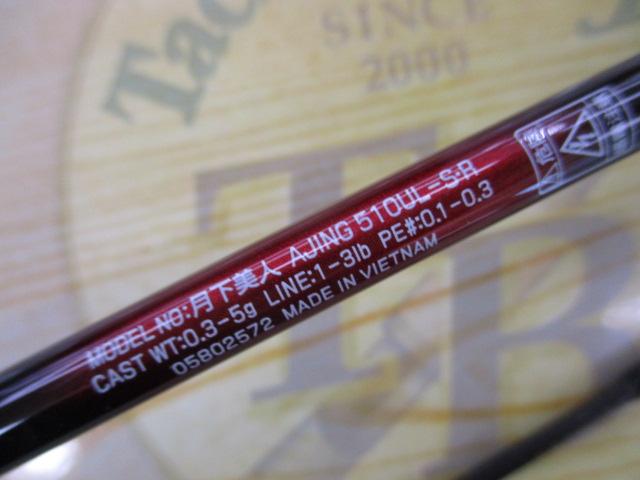 Tac
SINCE
2000
MODEL NO:月下美人 AJING 510UL-S・R
CAST WT:0.3-5g LINE:1-3lb PE#:0.1-0.3
05802572 MADE IN VIETNAM